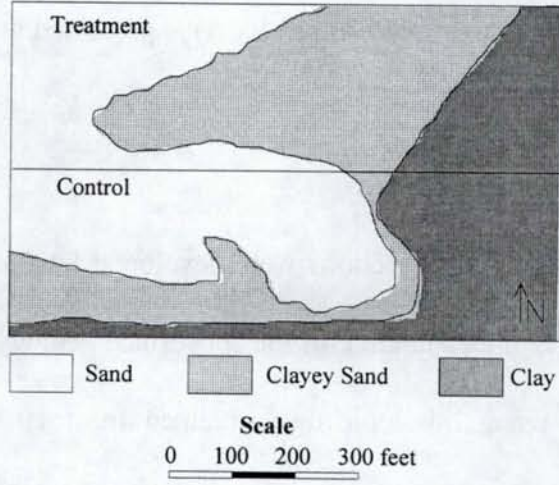 Treatment
Control
N
Sand Clayey Sand Clay
Scale
0 100 200 300 feet